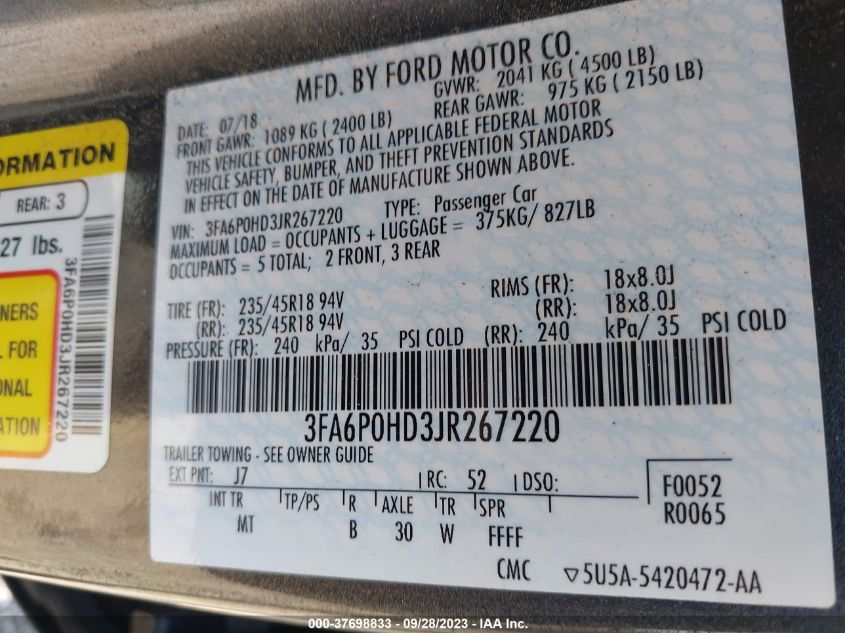 MFD. BY FORD MOTOR CO.
DATE: 07/18 GVWR: 2041 KG ( 4500 LB)
FRONT GAWR: 1089 KG ( 2400 LB) REAR GAWR: 975 KG ( 2150 LB)
THIS VEHICLE CONFORMS TO ALL APPLICABLE FEDERAL MOTOR
VEHICLE SAFETY, BUMPER, AND THEFT PREVENTION STANDARDS
IN EFFECT ON THE DATE OF MANUFACTURE SHOWN ABOVE.
VIN: 3FA6P0HD3JR267220 TYPE: Passenger Car
MAXIMUM LOAD = OCCUPANTS + LUGGAGE = 375KG/ 827LB
OCCUPANTS = 5 TOTAL; 2 FRONT, 3 REAR
TIRE (FR): 235/45R18 94V RIMS (FR): 18x8.0J
(RR): 235/45R18 94V (RR): 18x8.0J
PRESSURE (FR): 240 kPa/ 35 PSI COLD (RR): 240 kPa/ 35 PSI COLD
3FA6P0HD3JR267220
TRAILER TOWING - SEE OWNER GUIDE
EXT PNT: J7 RC: 52 DSO:
INT TR TP/PS R AXLE TR SPR
MT B 30 W FFFF
F0052
R0065
CMC 5U5A-5420472-AA
REAR: 3
27 lbs.
FOR
3FA6P0HD3JR267220
000-37698833 - 09/28/2023 - IAA Inc.